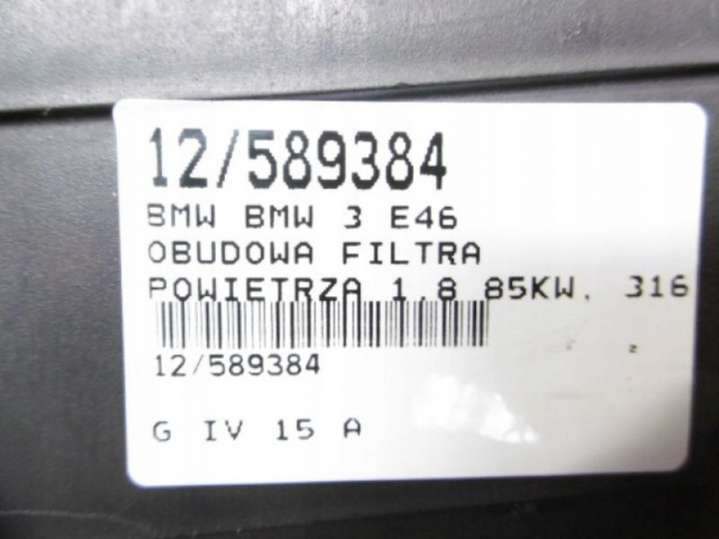 12/589384
BMW BMW 3 E46
OBUDOWA FILTRA
POWIETRZA 1,8 85KW, 316
12/589384
G IV 15 A